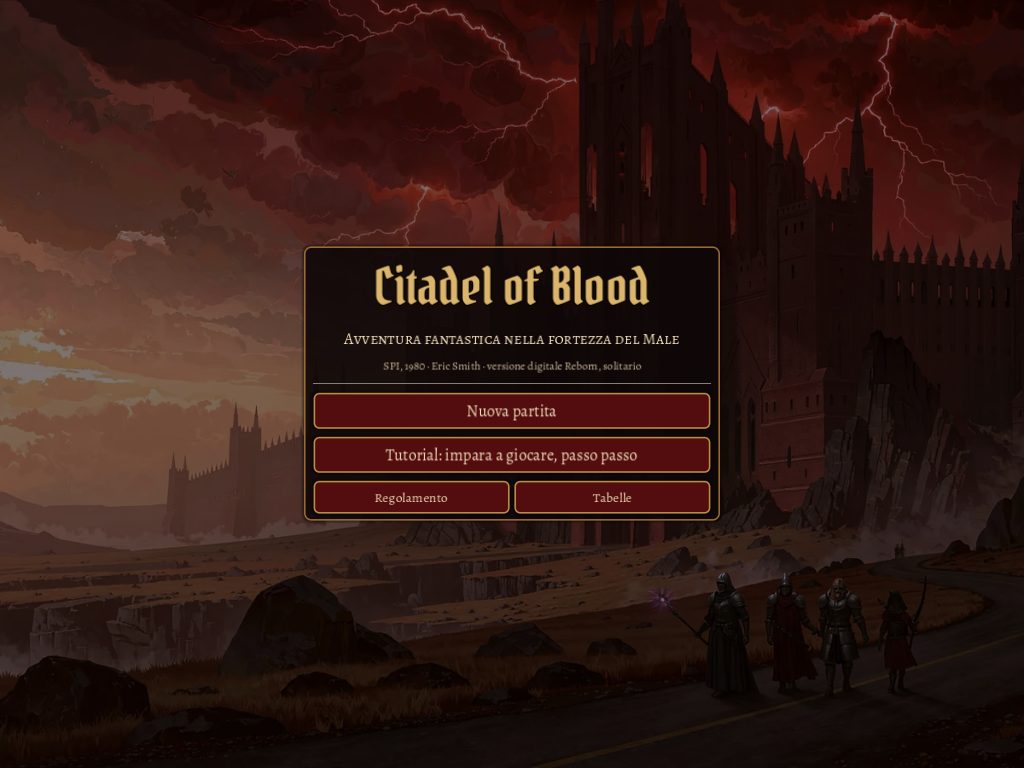 Citadel of Blood
Avventura fantastica nella fortezza del Male
SPI, 1980 · Eric Smith · versione digitale Reborn, solitario
Nuova partita
Tutorial: impara a giocare, passo passo
Regolamento
Tabelle